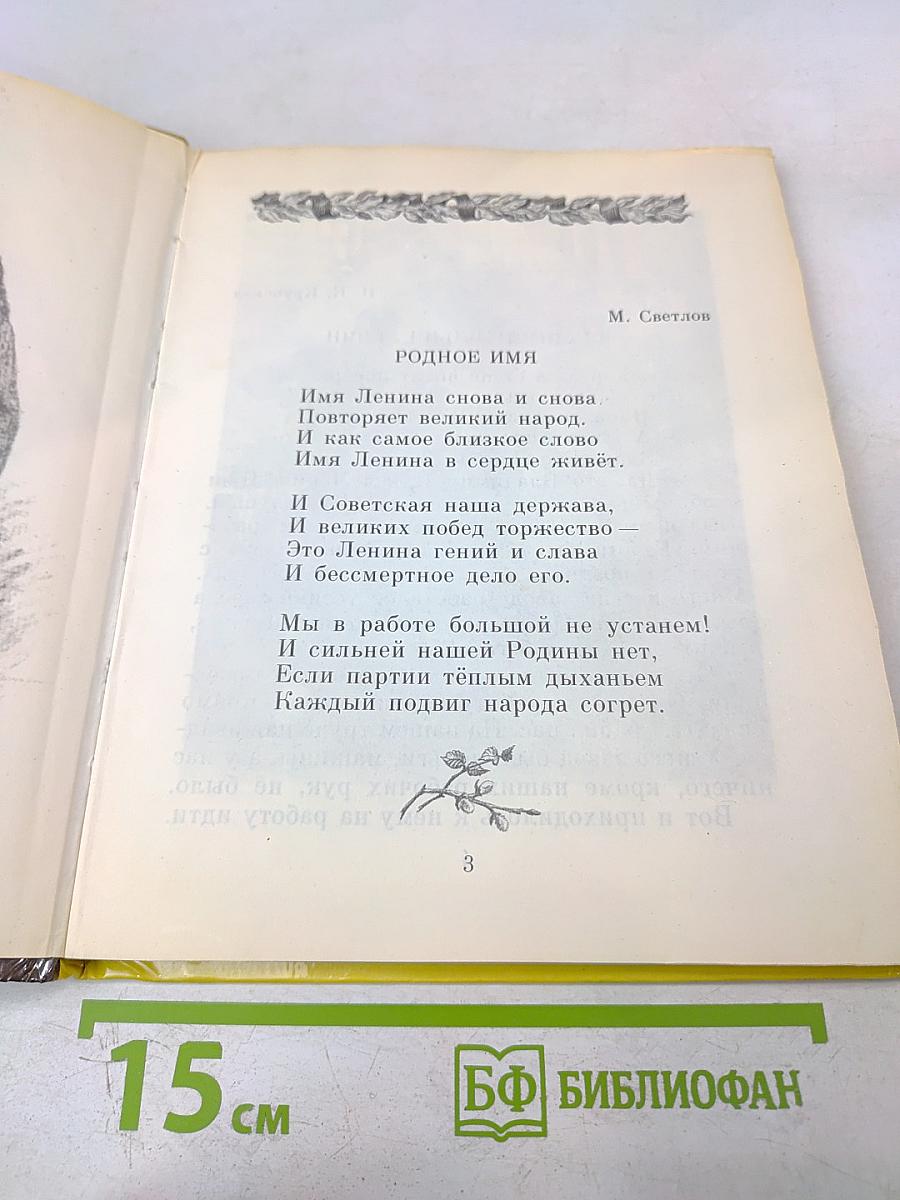 М. Светлов
РОДНОЕ ИМЯ
Имя Ленина снова и снова
Повторяет великий народ.
И как самое близкое слово
Имя Ленина в сердце живёт.
И Советская наша держава,
И великих побед торжество —
Это Ленина гений и слава
И бессмертное дело его.
Мы в работе большой не устанем!
И сильней нашей Родины нет,
Если партии тёплым дыханьем
Каждый подвиг народа согрет.
3
15 см
БФ БИБЛИОФАН